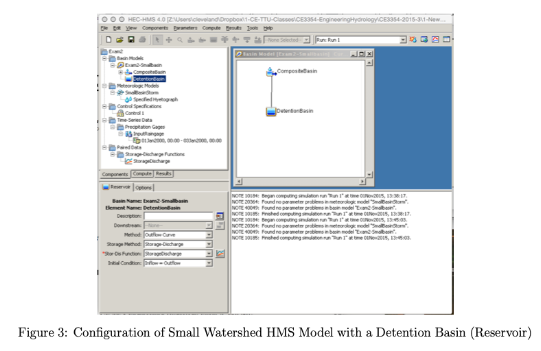 HEC-HMS 4.0 [Z:\Users\cleveland\Dropbox\1-CE-TTU-Classes\CE3364-EngineeringHydrology\CE3364-2015-3\1-New...
File Edit View Components Parameters Compute Results Tools Help
--None Selected--
Run: Run 1
Exam2
Basin Models
Exam2-Smallbasin
CompositeBasin
DetentionBasin
Meteorologic Models
SmallBasinStorm
Specified Hyetograph
Control Specifications
Control 1
Time-Series Data
Precipitation Gages
InputRaingage
01Jan2000, 00:00 - 03Jan2000, 00:00
Paired Data
Storage-Discharge Functions
StorageDischarge
Components Compute Results
Basin Model [Exam2-Smallbasin]
CompositeBasin
DetentionBasin
Reservoir Options
Basin Name: Exam2-Smallbasin
Element Name: DetentionBasin
Description:
Downstream: --None--
Method: Outflow Curve
Storage Method: Storage-Discharge
*Stor-Dis Function: StorageDischarge
Initial Condition: Inflow = Outflow
NOTE 10184: Began computing simulation run "Run 1" at time 01Nov2015, 13:38:17.
NOTE 20364: Found no parameter problems in meteorologic model "SmallBasinStorm".
NOTE 40049: Found no parameter problems in basin model "Exam2-Smallbasin".
NOTE 10185: Finished computing simulation run "Run 1" at time 01Nov2015, 13:38:17.
NOTE 10184: Began computing simulation run "Run 1" at time 01Nov2015, 13:45:03.
NOTE 20364: Found no parameter problems in meteorologic model "SmallBasinStorm".
NOTE 40049: Found no parameter problems in basin model "Exam2-Smallbasin".
NOTE 10185: Finished computing simulation run "Run 1" at time 01Nov2015, 13:45:03.
Figure 3: Configuration of Small Watershed HMS Model with a Detention Basin (Reservoir)